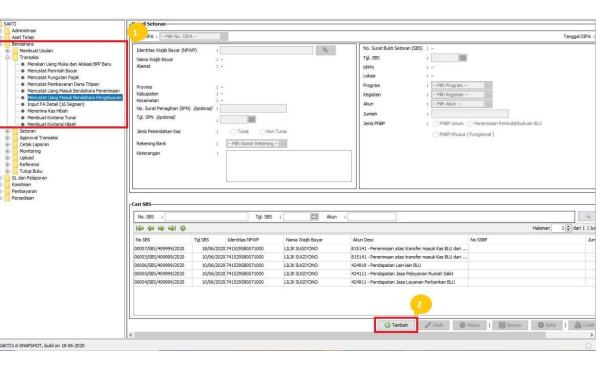 SAKTI
Administrasi
Aset Tetap
Bendahara
Membuat Usulan
Transaksi
Merekam Uang Muka dan Alokasi BPP Baru
Mencatat Perintah Bayar
Mencatat Pungutan Pajak
Mencatat Pembayaran Dana Titipan
Mencatat Uang Masuk Bendahara Penerimaan
Mencatat Uang Masuk Bendahara Pengeluaran
Input FA Detail (16 Segmen)
Menerima Kas Hibah
Membuat Kwitansi Tunai
Membuat Kwitansi Hibah
Setoran
Approval Transaksi
Cetak Laporan
Monitoring
Upload
Referensi
Tutup Buku
GL dan Pelaporan
Komitmen
Pembayaran
Persediaan
1
Setoran
DIPA : -- Pilih No. DIPA --
Tanggal DIPA :
Identitas Wajib Bayar (NPWP) :
Nama Wajib Bayar : -
Alamat : -
Provinsi : -
Kabupaten : -
Kecamatan : -
No. Surat Penagihan (SPN) (optional) :
Tgl. SPN (optional) :
Jenis Pemindahan Kas : Tunai Non Tunai
Rekening Bank : -- Pilih Nomor Rekening --
Keterangan :
No. Surat Bukti Setoran (SBS) : -
Tgl. SBS :
KPPN : -
Lokasi : -
Program : -- Pilih Program --
Kegiatan : -- Pilih Kegiatan --
Akun : -- Pilih Akun --
Jumlah :
Jenis PNBP : PNBP Umum Penerimaan Pemindahbukuan BLU
PNBP Khusus ( Fungsional )
Cari SBS
No. SBS : Tgl. SBS : Akun :
Halaman 1 dari 1
No SBS Tgl SBS Identitas NPWP Nama Wajib Bayar Akun Desc No SSBP Jum
00007/SBS/409999/2020 18/06/2020 741529580071000 LILIK SUGIYONO 815141 - Penerimaan atas transfer masuk Kas BLU dari ...
00003/SBS/409999/2020 10/06/2020 741529580071000 LILIK SUGIYONO 815141 - Penerimaan atas transfer masuk Kas BLU dari ...
00006/SBS/409999/2020 10/06/2020 741529580071000 LILIK SUGIYONO 424919 - Pendapatan Lain-lain BLU
00005/SBS/409999/2020 10/06/2020 741529580071000 LILIK SUGIYONO 424111 - Pendapatan Jasa Pelayanan Rumah Sakit
00004/SBS/409999/2020 10/06/2020 741529580071000 LILIK SUGIYONO 424911 - Pendapatan Jasa Layanan Perbankan BLU
2
Tambah Ubah Hapus Simpan Batal Cetak
SAKTI1.6-SNAPSHOT, build on 18-06-2020